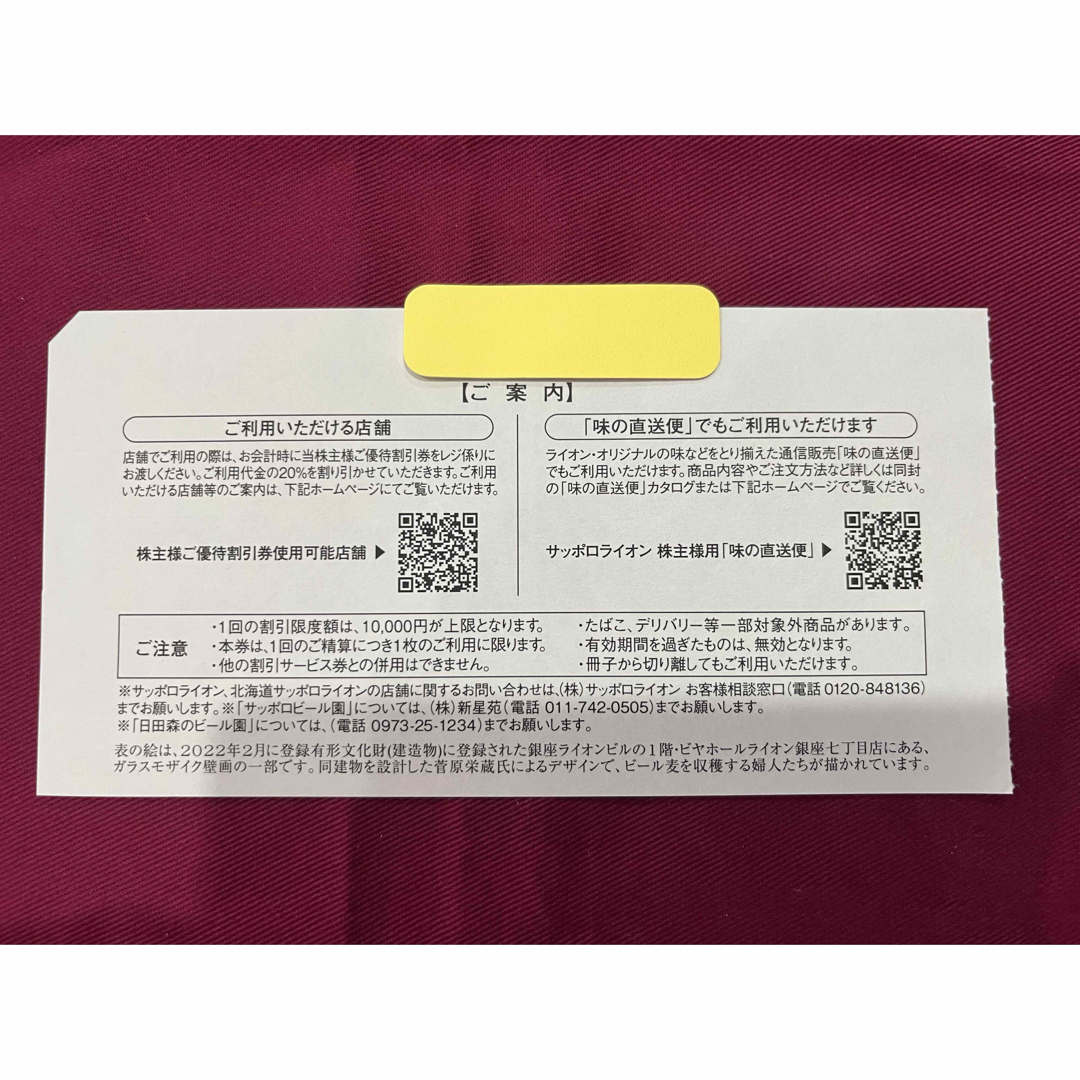 【ご案内】
ご利用いただける店舗
店舗でご利用の際は、お会計時に当株主様ご優待割引券をレジ係りに
お渡しください。ご利用代金の20%を割り引かせていただきます。ご利用
いただける店舗等のご案内は、下記ホームページにてご覧いただけます。
株主様ご優待割引券使用可能店舗 ▶
「味の直送便」でもご利用いただけます
ライオン・オリジナルの味などをとり揃えた通信販売「味の直送便」
でもご利用いただけます。商品内容やご注文方法など詳しくは同封
の「味の直送便」カタログまたは下記ホームページでご覧ください。
サッポロライオン 株主様用「味の直送便」 ▶
ご注意
・1回の割引限度額は、10,000円が上限となります。
・本券は、1回のご精算につき1枚のご利用に限ります。
・他の割引サービス券との併用はできません。
・たばこ、デリバリー等一部対象外商品があります。
・有効期間を過ぎたものは、無効となります。
・冊子から切り離してもご利用いただけます。
※サッポロライオン、北海道サッポロライオンの店舗に関するお問い合わせは、(株)サッポロライオン お客様相談窓口(電話 0120-848136)
までお願いします。※「サッポロビール園」については、(株)新星苑(電話 011-742-0505)までお願いします。
※「日田森のビール園」については、(電話 0973-25-1234)までお願いします。
表の絵は、2022年2月に登録有形文化財(建造物)に登録された銀座ライオンビルの1階・ビヤホールライオン銀座七丁目店にある、
ガラスモザイク壁画の一部です。同建物を設計した菅原栄蔵氏によるデザインで、ビール麦を収穫する婦人たちが描かれています。